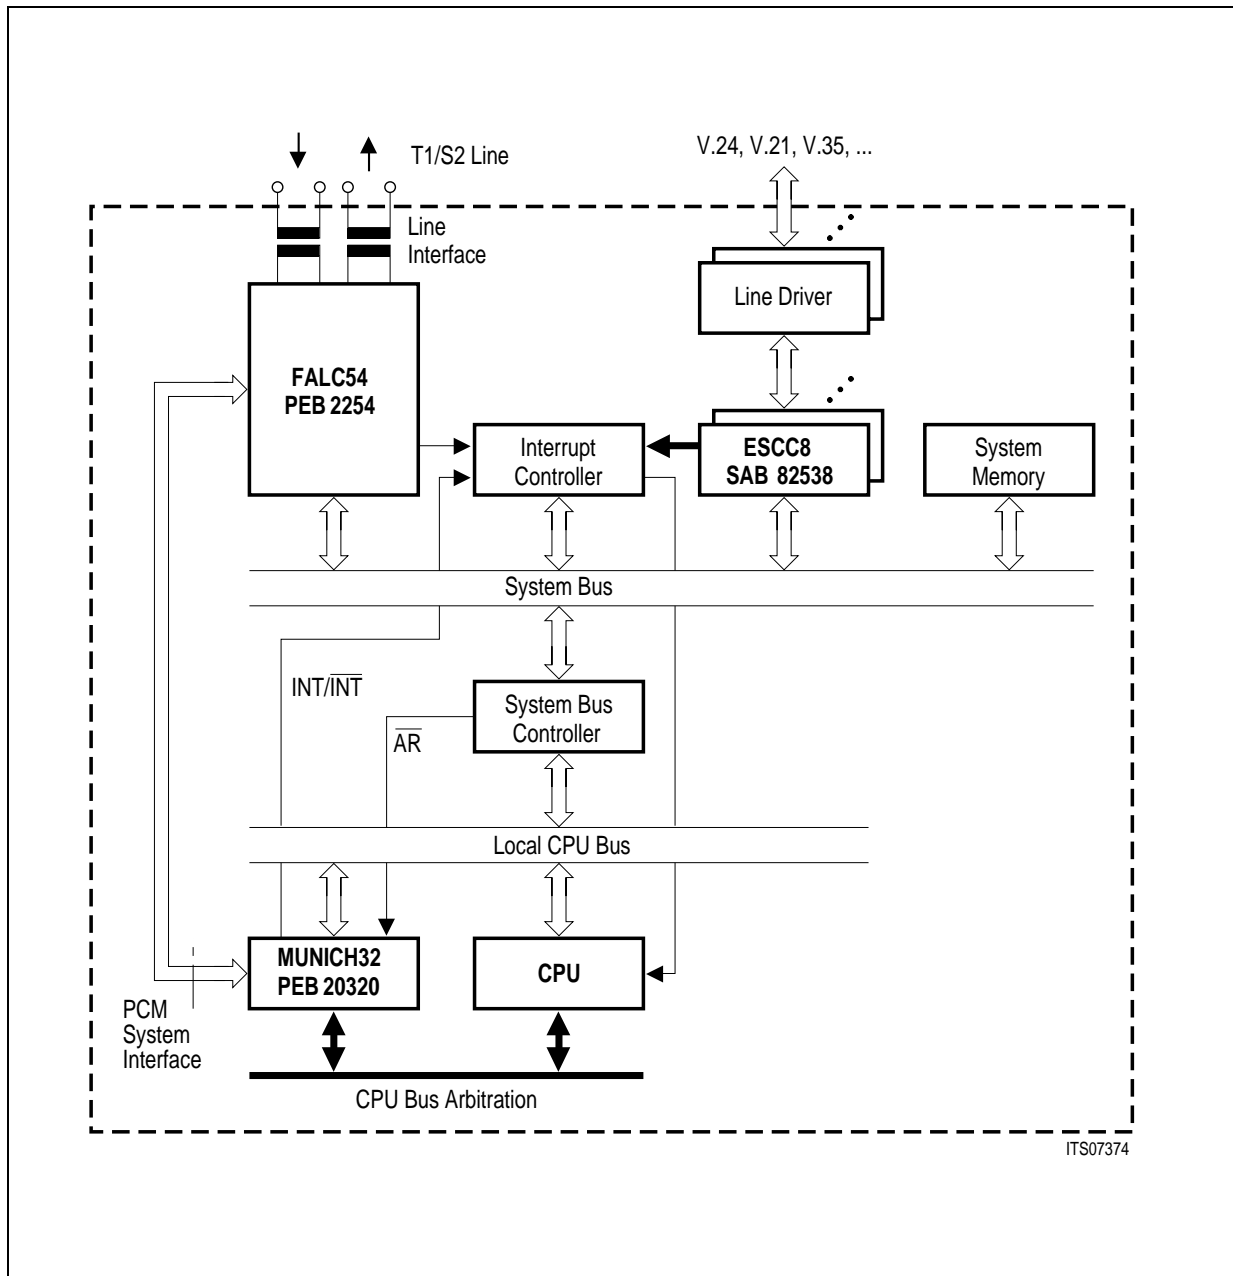 T1/S2 Line
V.24, V.21, V.35, ...
Line
Interface
Line Driver
FALC54
PEB 2254
Interrupt
Controller
ESCC8
SAB 82538
System
Memory
System Bus
INT/INT
AR
System Bus
Controller
Local CPU Bus
MUNICH32
PEB 20320
CPU
PCM
System
Interface
CPU Bus Arbitration
ITS07374